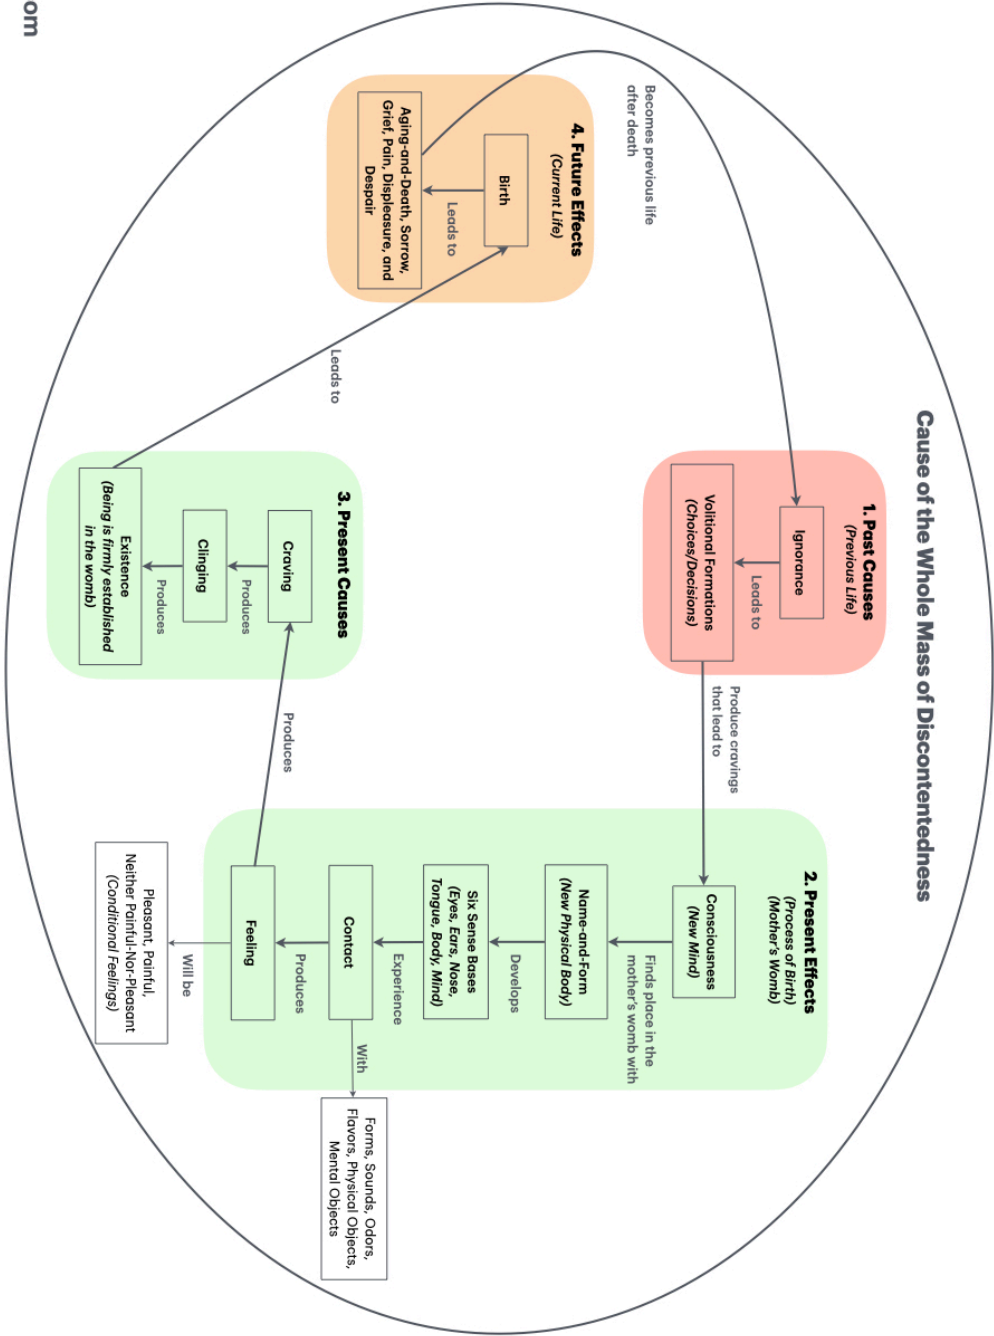 Cause of the Whole Mass of Discontentedness
1. Past Causes
(Previous Life)
Ignorance
Leads to
Volitional Formations
(Choices/Decisions)
Produce cravings
that lead to
2. Present Effects
(Process of Birth)
(Mother's Womb)
Consciousness
(New Mind)
Finds place in the
mother's womb with
Name-and-Form
(New Physical Body)
Develops
Six Sense Bases
(Eyes, Ears, Nose,
Tongue, Body, Mind)
Experience
Contact
With
Forms, Sounds, Odors,
Flavors, Physical Objects,
Mental Objects
Produces
Feeling
Will be
Pleasant, Painful,
Neither Painful-Nor-Pleasant
(Conditional Feelings)
Produces
3. Present Causes
Craving
Produces
Clinging
Produces
Existence
(Being is firmly established
in the womb)
Leads to
4. Future Effects
(Current Life)
Birth
Leads to
Aging-and-Death, Sorrow,
Grief, Pain, Displeasure, and
Despair
Becomes previous life
after death
om